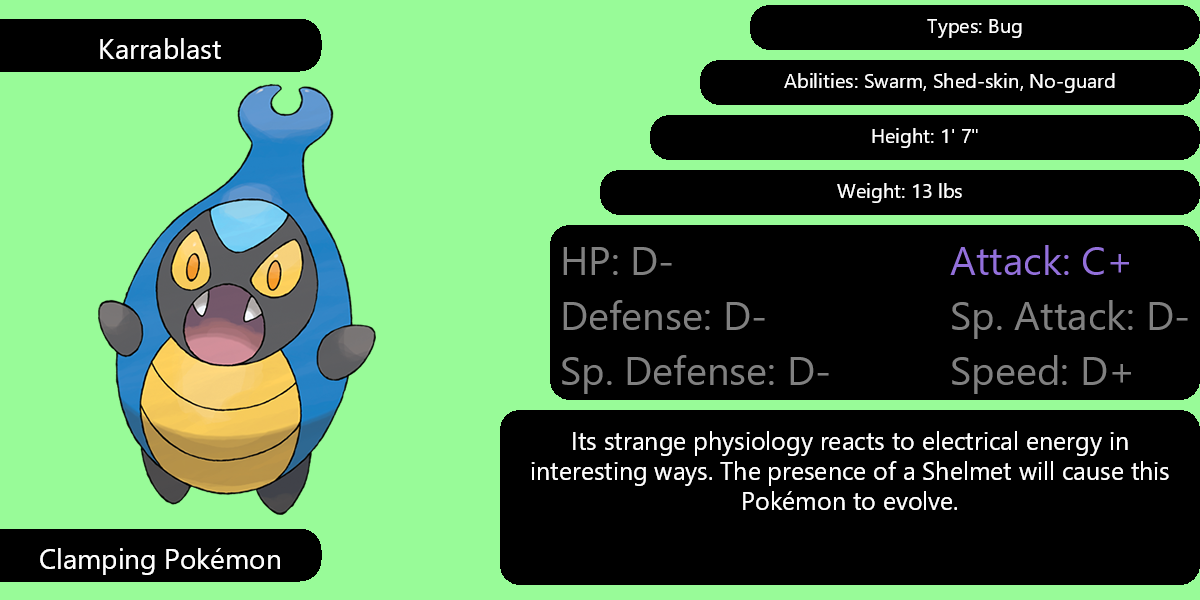 Karrablast
Types: Bug
Abilities: Swarm, Shed-skin, No-guard
Height: 1' 7"
Weight: 13 lbs
HP: D-
Attack: C+
Defense: D-
Sp. Attack: D-
Sp. Defense: D-
Speed: D+
Its strange physiology reacts to electrical energy in
interesting ways. The presence of a Shelmet will cause this
Pokémon to evolve.
Clamping Pokémon